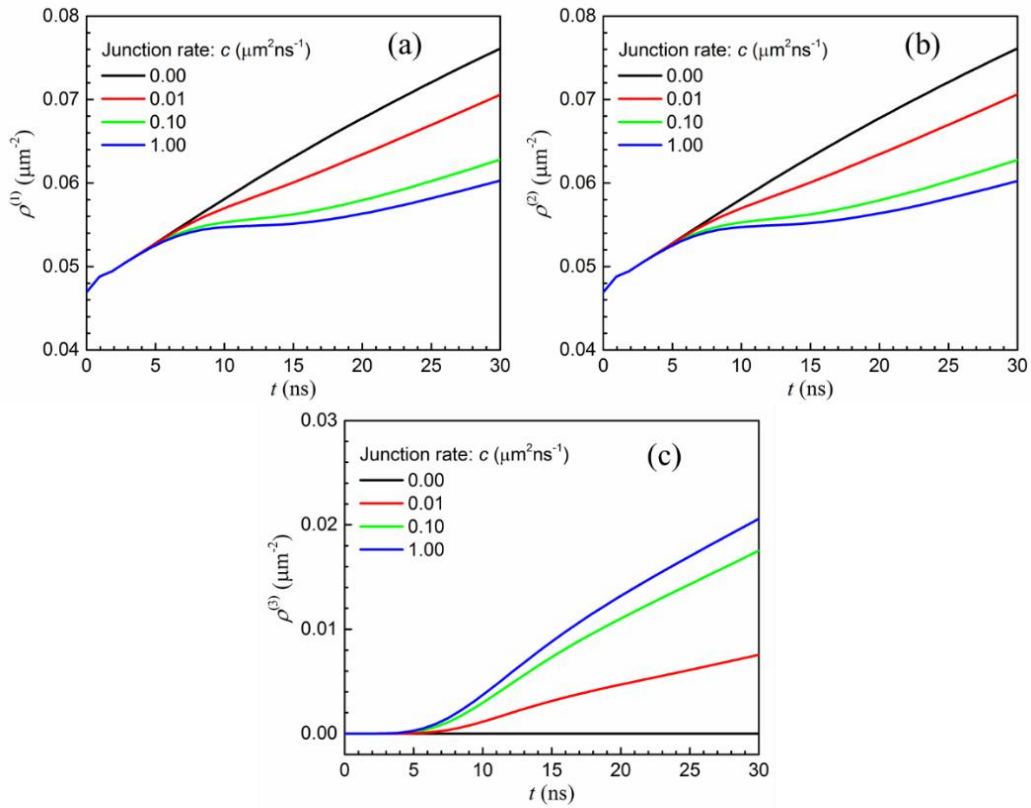 0.08
0.07
0.06
0.05
0.04
ρ(1) (μm-2)
Junction rate: c (μm2ns-1)
0.00
0.01
0.10
1.00
(a)
0 5 10 15 20 25 30
t (ns)
0.08
0.07
0.06
0.05
0.04
ρ(2) (μm-2)
Junction rate: c (μm2ns-1)
0.00
0.01
0.10
1.00
(b)
0 5 10 15 20 25 30
t (ns)
0.03
0.02
0.01
0.00
ρ(3) (μm-2)
Junction rate: c (μm2ns-1)
0.00
0.01
0.10
1.00
(c)
0 5 10 15 20 25 30
t (ns)